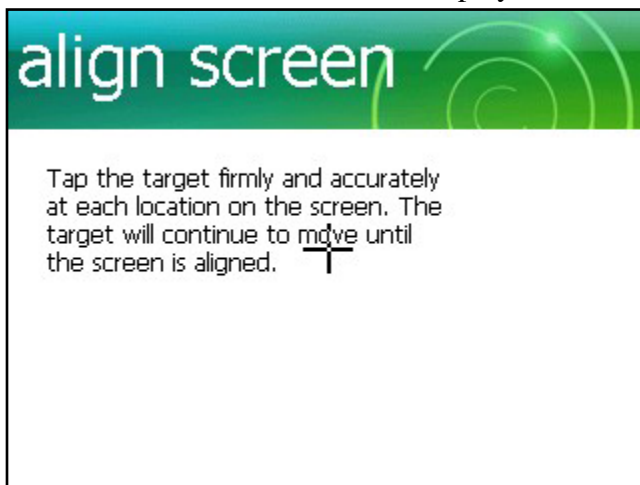 align screen
Tap the target firmly and accurately
at each location on the screen. The
target will continue to move until
the screen is aligned.